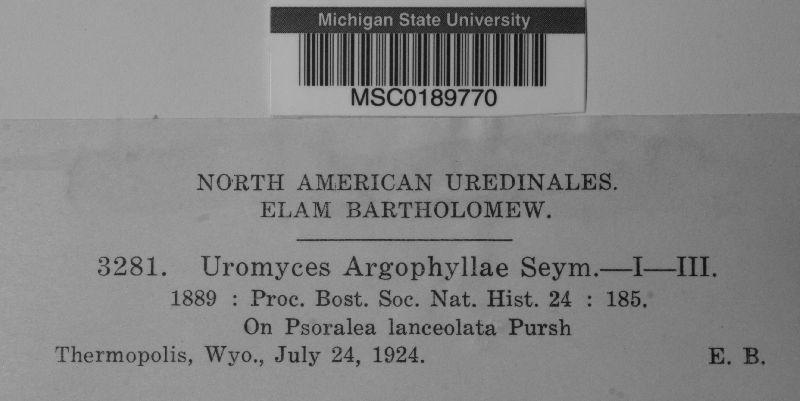 Michigan State University
MSC0189770
NORTH AMERICAN UREDINALES.
ELAM BARTHOLOMEW.
3281. Uromyces Argophyllae Seym.—I—III.
1889 : Proc. Bost. Soc. Nat. Hist. 24 : 185.
On Psoralea lanceolata Pursh
Thermopolis, Wyo., July 24, 1924. E. B.